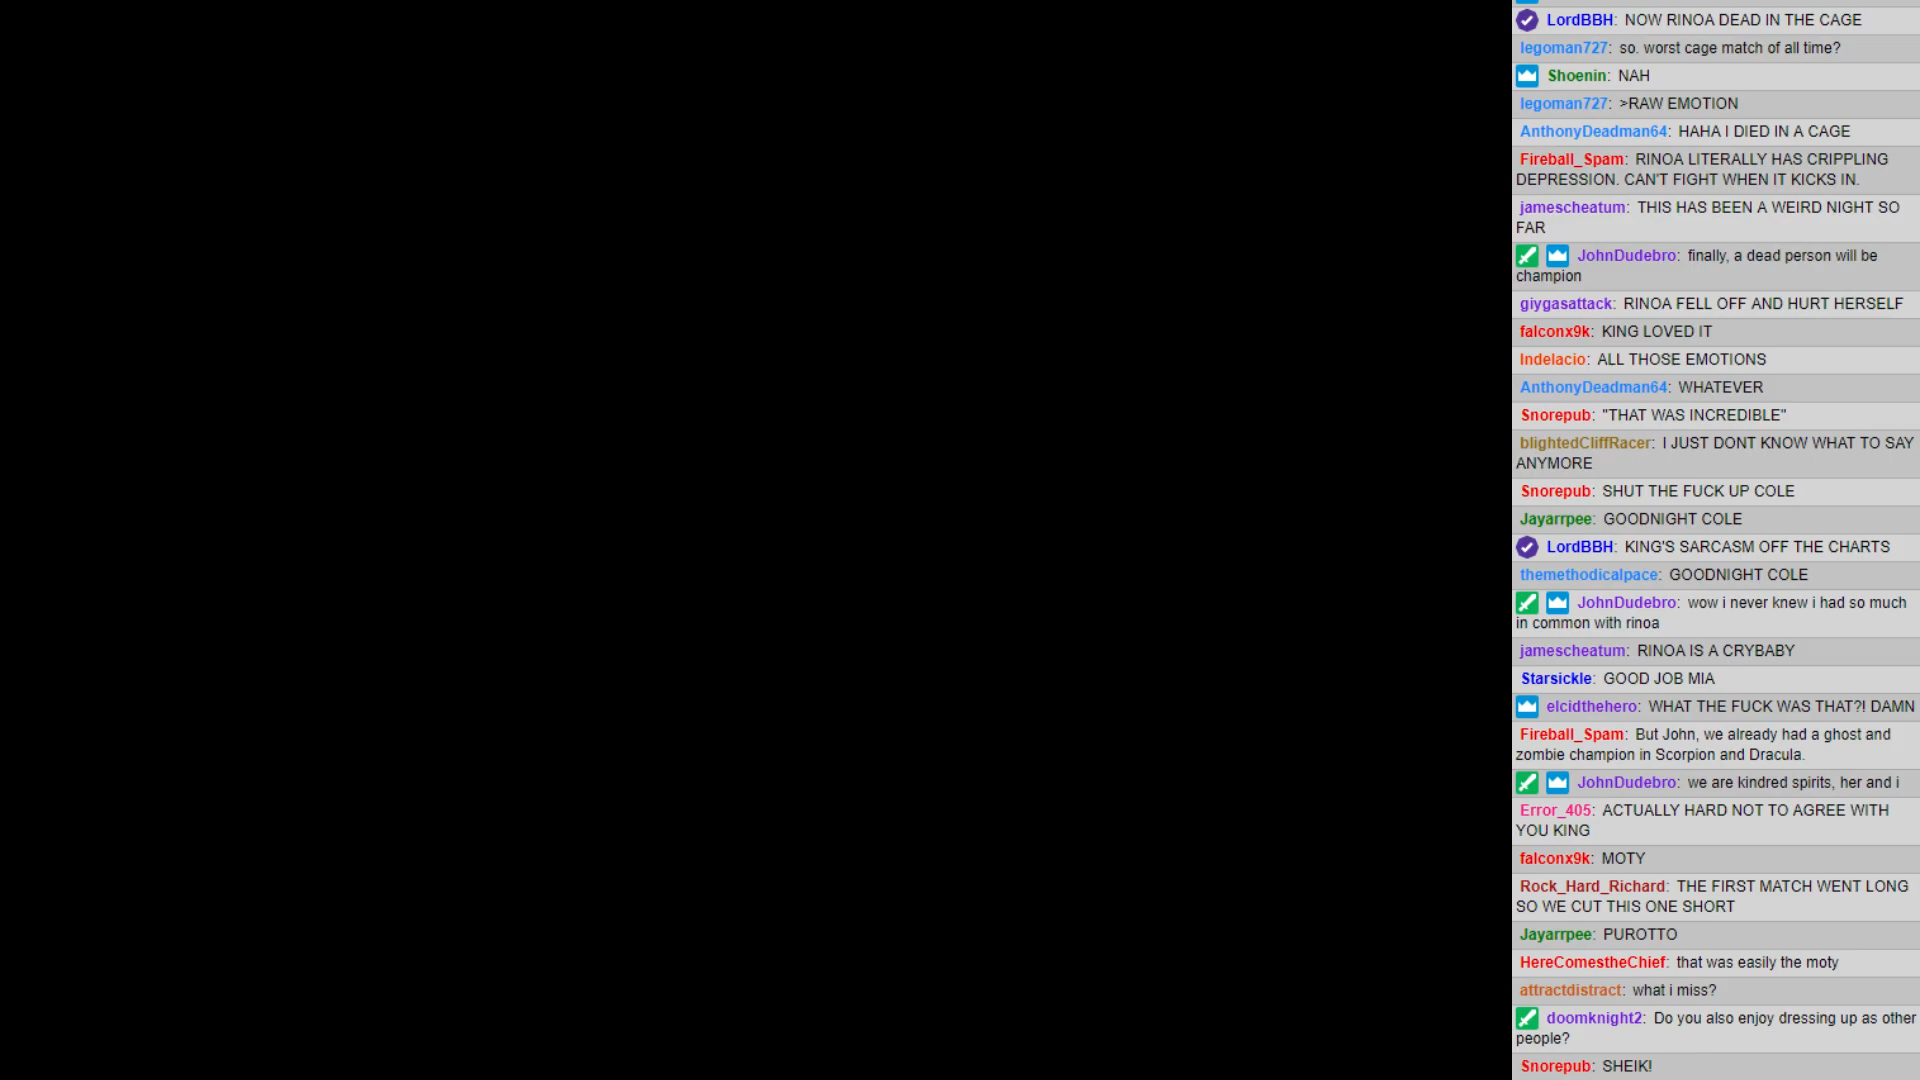 LordBBH: NOW RINOA DEAD IN THE CAGE
legoman727: so. worst cage match of all time?
Shoenin: NAH
legoman727: >RAW EMOTION
AnthonyDeadman64: HAHA I DIED IN A CAGE
Fireball_Spam: RINOA LITERALLY HAS CRIPPLING
DEPRESSION. CAN'T FIGHT WHEN IT KICKS IN.
jamescheatum: THIS HAS BEEN A WEIRD NIGHT SO
FAR
JohnDudebro: finally, a dead person will be
champion
giygasattack: RINOA FELL OFF AND HURT HERSELF
falconx9k: KING LOVED IT
Indelacio: ALL THOSE EMOTIONS
AnthonyDeadman64: WHATEVER
Snorepub: "THAT WAS INCREDIBLE"
blightedCliffRacer: I JUST DONT KNOW WHAT TO SAY
ANYMORE
Snorepub: SHUT THE FUCK UP COLE
Jayarrpee: GOODNIGHT COLE
LordBBH: KING'S SARCASM OFF THE CHARTS
themethodicalpace: GOODNIGHT COLE
JohnDudebro: wow i never knew i had so much
in common with rinoa
jamescheatum: RINOA IS A CRYBABY
Starsickle: GOOD JOB MIA
elcidthehero: WHAT THE FUCK WAS THAT?! DAMN
Fireball_Spam: But John, we already had a ghost and
zombie champion in Scorpion and Dracula.
JohnDudebro: we are kindred spirits, her and i
Error_405: ACTUALLY HARD NOT TO AGREE WITH
YOU KING
falconx9k: MOTY
Rock_Hard_Richard: THE FIRST MATCH WENT LONG
SO WE CUT THIS ONE SHORT
Jayarrpee: PUROTTO
HereComestheChief: that was easily the moty
attractdistract: what i miss?
doomknight2: Do you also enjoy dressing up as other
people?
Snorepub: SHEIK!